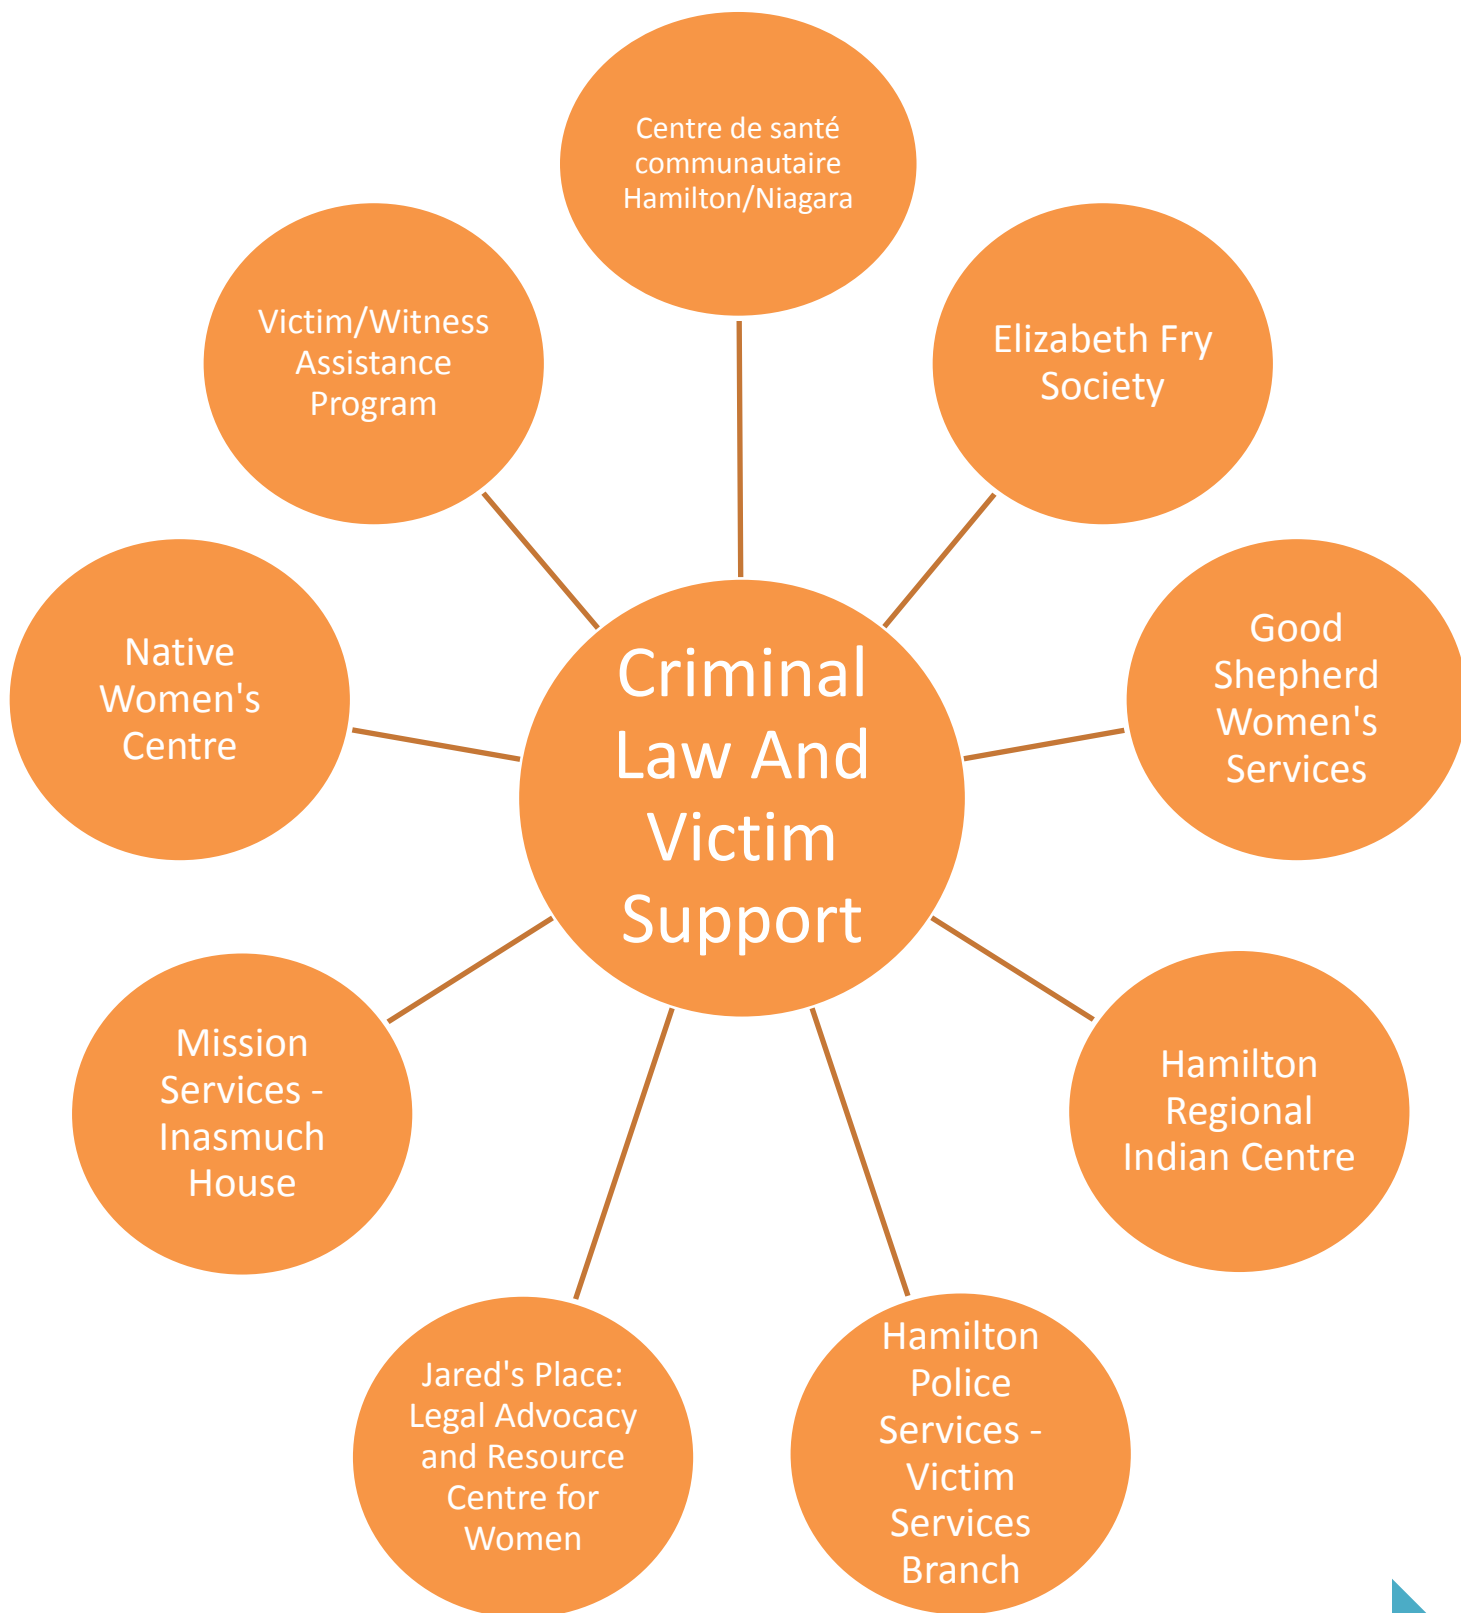 Centre de santé
communautaire
Hamilton/Niagara
Victim/Witness
Assistance
Program
Elizabeth Fry
Society
Native
Women's
Centre
Good
Shepherd
Women's
Services
Criminal
Law And
Victim
Support
Mission
Services -
Inasmuch
House
Hamilton
Regional
Indian Centre
Jared's Place:
Legal Advocacy
and Resource
Centre for
Women
Hamilton
Police
Services -
Victim
Services
Branch